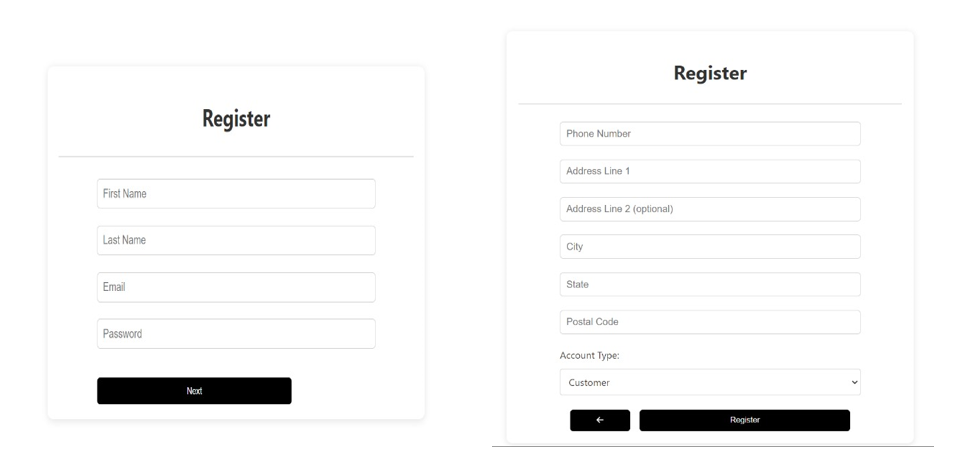 Register
First Name
Last Name
Email
Password
Next
Register
Phone Number
Address Line 1
Address Line 2 (optional)
City
State
Postal Code
Account Type:
Customer
← Register